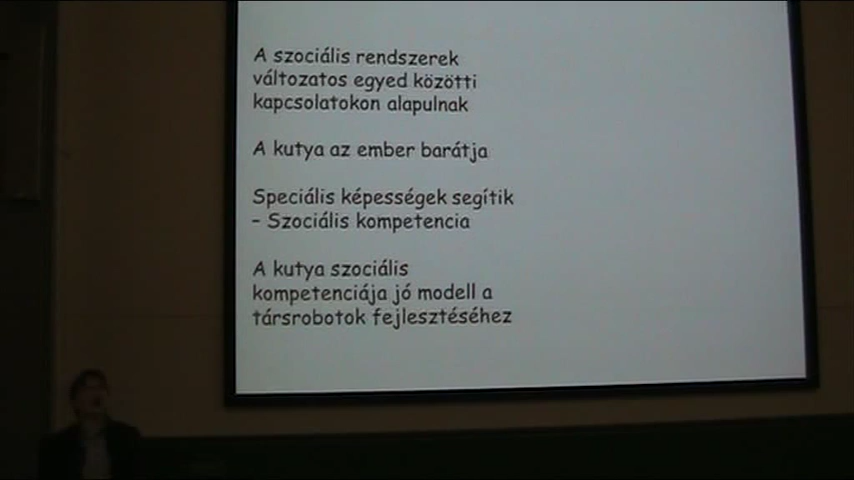 A szociális rendszerek
változatos egyed közötti
kapcsolatokon alapulnak
A kutya az ember barátja
Speciális képességek segítik
– Szociális kompetencia
A kutya szociális
kompetenciája jó modell a
társrobotok fejlesztéséhez